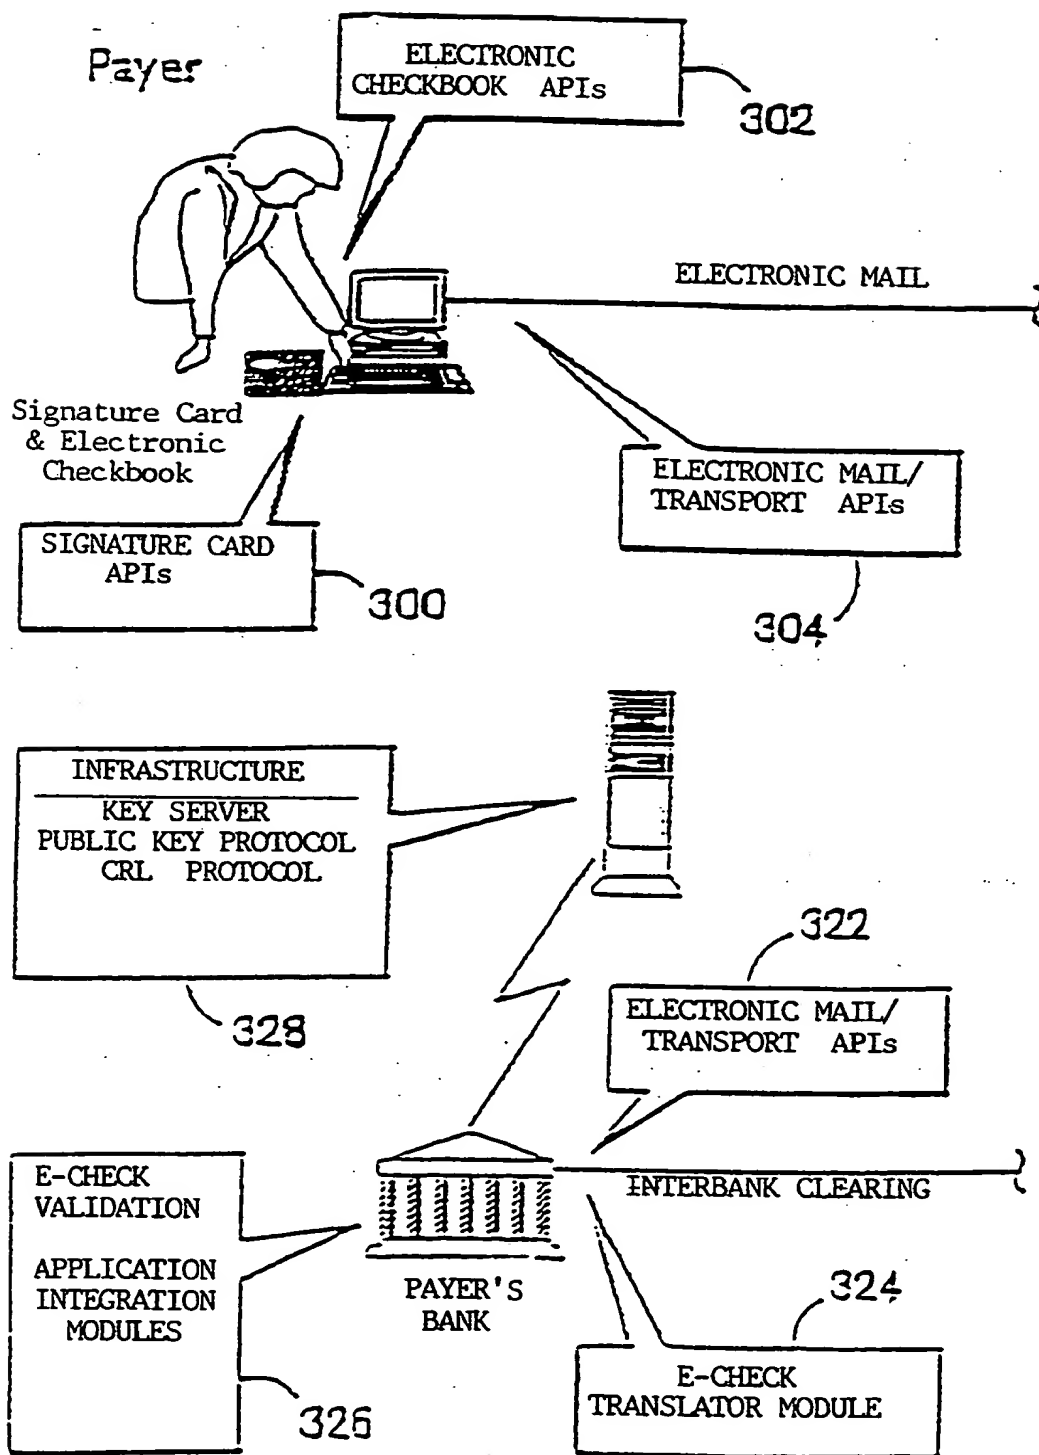 Payer
ELECTRONIC
CHECKBOOK APIs
302
ELECTRONIC MAIL
Signature Card
& Electronic
Checkbook
ELECTRONIC MAIL/
TRANSPORT APIs
304
SIGNATURE CARD
APIs
300
INFRASTRUCTURE
KEY SERVER
PUBLIC KEY PROTOCOL
CRL PROTOCOL
328
322
ELECTRONIC MAIL/
TRANSPORT APIs
E-CHECK
VALIDATION
APPLICATION
INTEGRATION
MODULES
326
INTERBANK CLEARING
PAYER'S
BANK
324
E-CHECK
TRANSLATOR MODULE